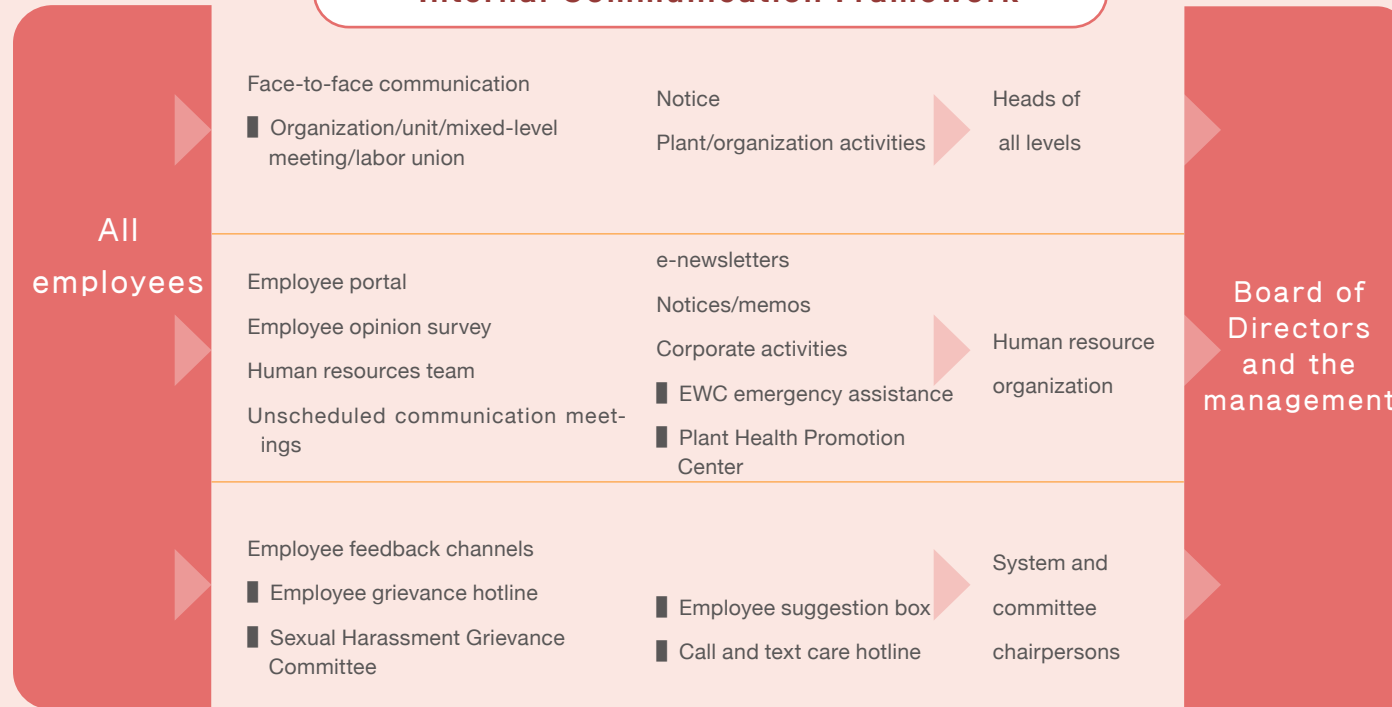 Internal Communication Framework
All
employees
Face-to-face communication
Organization/unit/mixed-level
meeting/labor union
Notice
Plant/organization activities
Heads of
all levels
Employee portal
Employee opinion survey
Human resources team
Unscheduled communication meet-
ings
e-newsletters
Notices/memos
Corporate activities
EWC emergency assistance
Plant Health Promotion
Center
Human resource
organization
Employee feedback channels
Employee grievance hotline
Sexual Harassment Grievance
Committee
Employee suggestion box
Call and text care hotline
System and
committee
chairpersons
Board of
Directors
and the
management